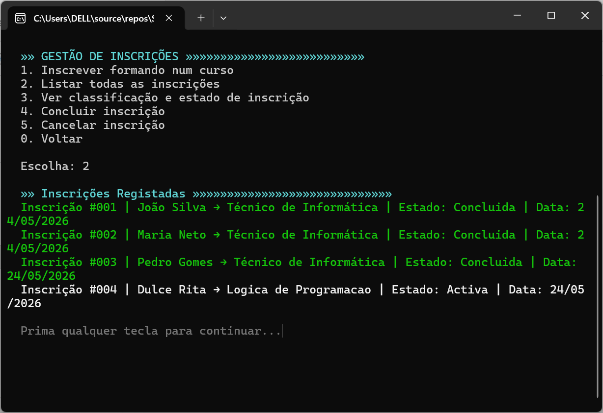 C:\Users\DELL\source\repos\S
»» GESTÃO DE INSCRIÇÕES »»»»»»»»»»»»»»»»»»»»»»»»»»
1. Inscrever formando num curso
2. Listar todas as inscrições
3. Ver classificação e estado de inscrição
4. Concluir inscrição
5. Cancelar inscrição
0. Voltar
Escolha: 2
»» Inscrições Registadas »»»»»»»»»»»»»»»»»»»»»»»»»»»»»
Inscrição #001 | João Silva → Técnico de Informática | Estado: Concluida | Data: 2
4/05/2026
Inscrição #002 | Maria Neto → Técnico de Informática | Estado: Concluida | Data: 2
4/05/2026
Inscrição #003 | Pedro Gomes → Técnico de Informática | Estado: Concluida | Data:
24/05/2026
Inscrição #004 | Dulce Rita → Logica de Programacao | Estado: Activa | Data: 24/05
/2026
Prima qualquer tecla para continuar...